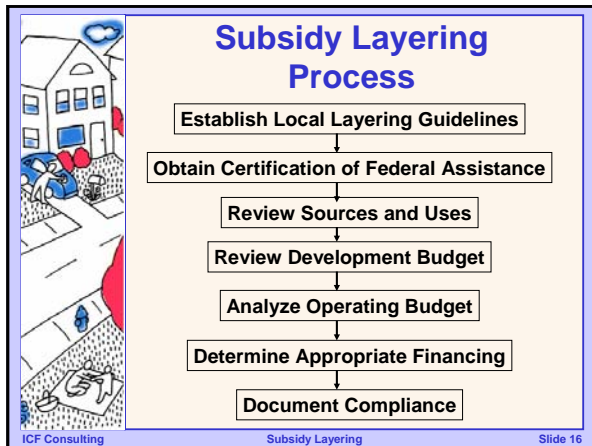 Subsidy Layering
Process
Establish Local Layering Guidelines
Obtain Certification of Federal Assistance
Review Sources and Uses
Review Development Budget
Analyze Operating Budget
Determine Appropriate Financing
Document Compliance
ICF Consulting Subsidy Layering Slide 16